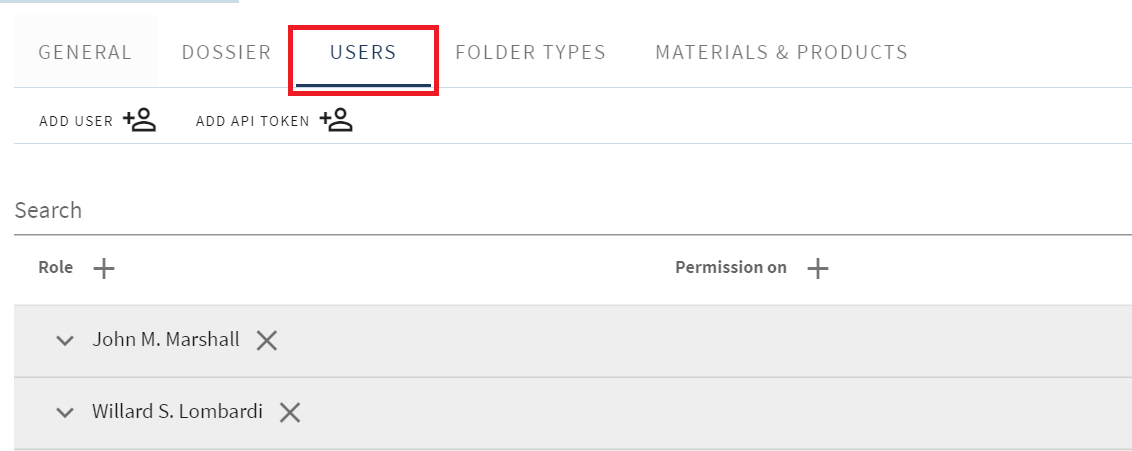 GENERAL DOSSIER USERS FOLDER TYPES MATERIALS & PRODUCTS
ADD USER ADD API TOKEN
Search
Role Permission on
John M. Marshall
Willard S. Lombardi